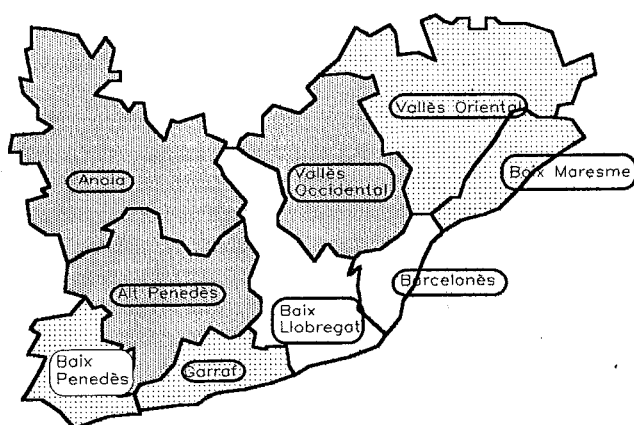 Vallès Oriental
Vallès
Occidental
Baix Maresme
Anoia
Barcelonès
Alt Penedès
Baix
Llobregat
Baix
Penedès
Garraf